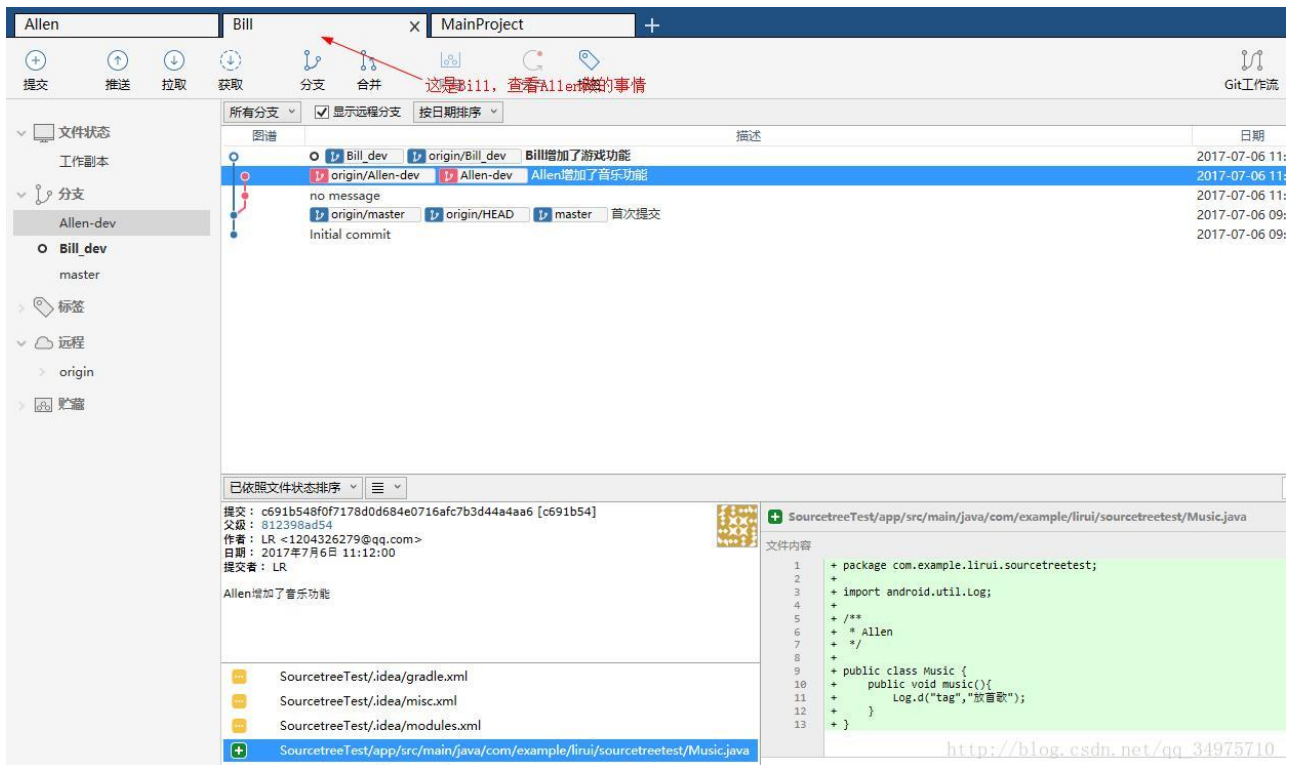 Allen Bill × MainProject +
提交 推送 拉取 获取 分支 合并 Git工作流
这是Bill，查看Allen做的事情
所有分支 显示远程分支 按日期排序
文件状态
工作副本
分支
Allen-dev
Bill_dev
master
标签
远程
origin
贮藏
图谱 描述 日期
Bill_dev origin/Bill_dev Bill增加了游戏功能 2017-07-06 11:
origin/Allen-dev Allen-dev Allen增加了音乐功能 2017-07-06 11:
no message 2017-07-06 11:
origin/master origin/HEAD master 首次提交 2017-07-06 09:
Initial commit 2017-07-06 09:
已依照文件状态排序
提交： c691b548f0f7178d0d684e0716afc7b3d44a4aa6 [c691b54]
父级： 812398ad54
作者： LR <1204326279@qq.com>
日期： 2017年7月6日 11:12:00
提交者： LR
Allen增加了音乐功能
SourcetreeTest/.idea/gradle.xml
SourcetreeTest/.idea/misc.xml
SourcetreeTest/.idea/modules.xml
SourcetreeTest/app/src/main/java/com/example/lirui/sourcetreetest/Music.java
SourcetreeTest/app/src/main/java/com/example/lirui/sourcetreetest/Music.java
文件内容
1 + package com.example.lirui.sourcetreetest;
2 +
3 + import android.util.Log;
4 +
5 + /**
6 + * Allen
7 + */
8 +
9 + public class Music {
10 + public void music(){
11 + Log.d("tag","放首歌");
12 + }
13 + }
http://blog.csdn.net/qq_34975710